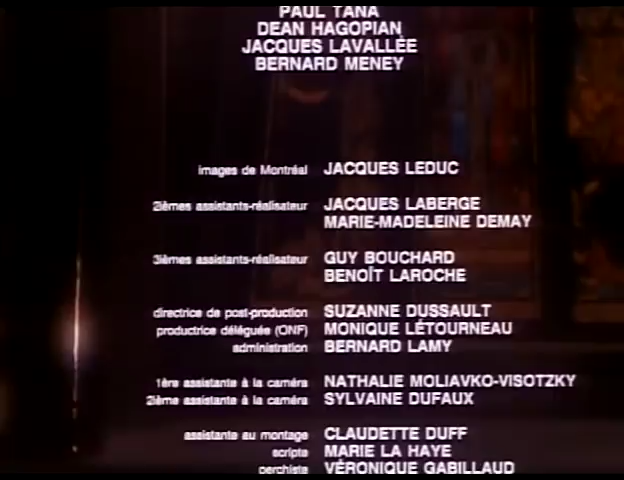 PAUL TANA
DEAN HAGOPIAN
JACQUES LAVALLÉE
BERNARD MENEY
images de Montréal JACQUES LEDUC
2ièmes assistants-réalisateur JACQUES LABERGE
MARIE-MADELEINE DEMAY
3ièmes assistants-réalisateur GUY BOUCHARD
BENOÎT LAROCHE
directrice de post-production SUZANNE DUSSAULT
productrice déléguée (ONF) MONIQUE LÉTOURNEAU
administration BERNARD LAMY
1ère assistante à la caméra NATHALIE MOLIAVKO-VISOTZKY
2ième assistante à la caméra SYLVAINE DUFAUX
assistante au montage CLAUDETTE DUFF
scripte MARIE LA HAYE
perchiste VÉRONIQUE GABILLAUD